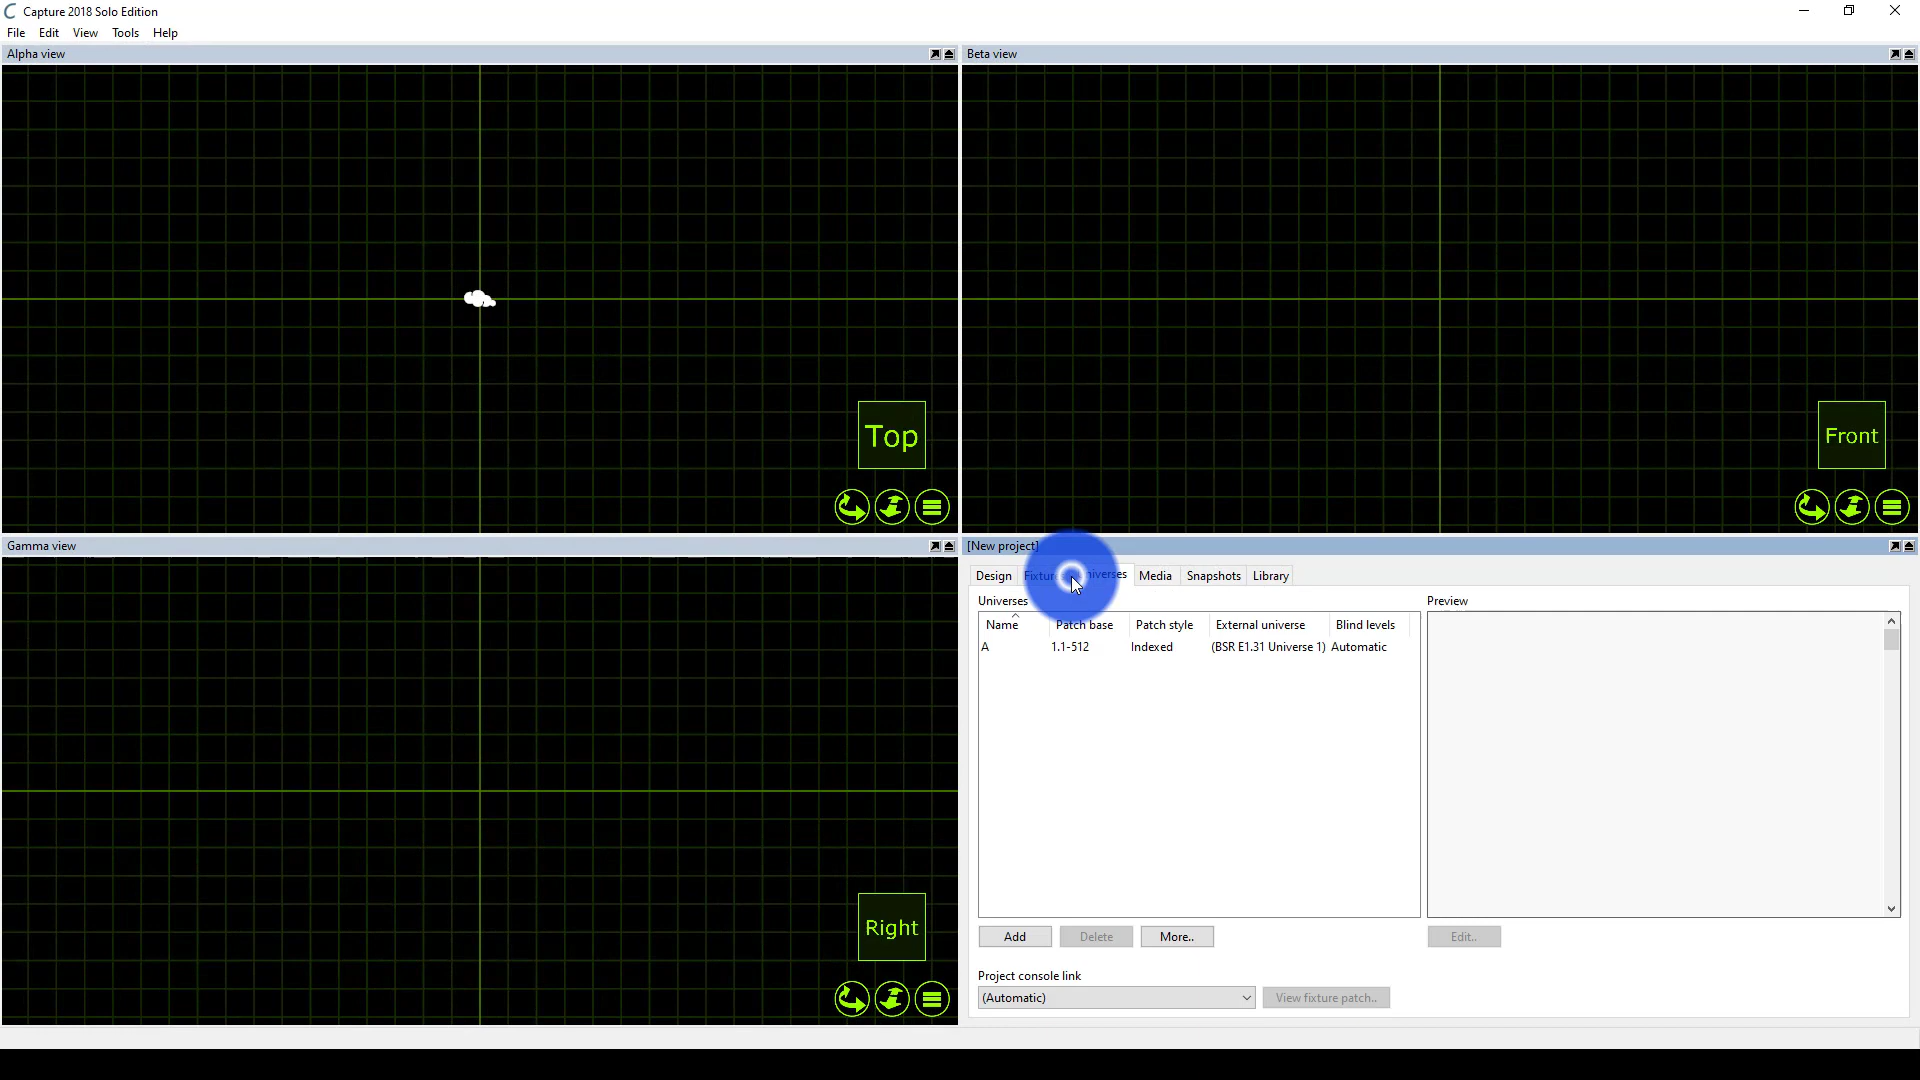 Capture 2018 Solo Edition
File Edit View Tools Help
Alpha view
Beta view
Top
Front
Gamma view
[New project]
Design Universes Media Snapshots Library
Universes
Preview
Name Patch base Patch style External universe Blind levels
A 1.1-512 Indexed (BSR E1.31 Universe 1) Automatic
Right
Add Delete More.. Edit..
Project console link
(Automatic) View fixture patch..